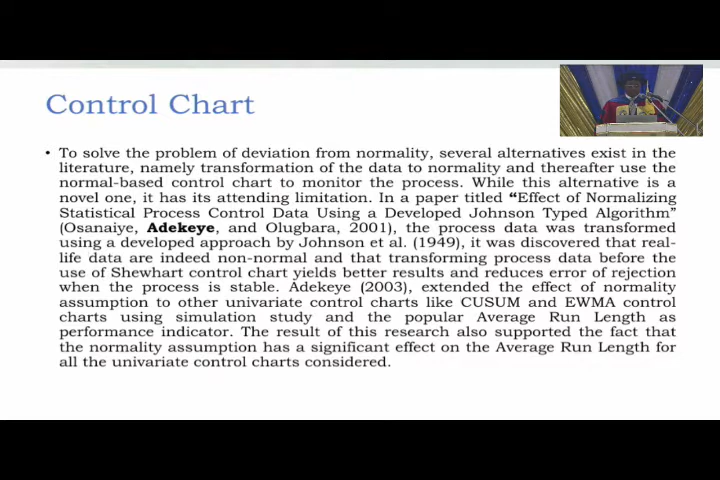 Control Chart
• To solve the problem of deviation from normality, several alternatives exist in the
literature, namely transformation of the data to normality and thereafter use the
normal-based control chart to monitor the process. While this alternative is a
novel one, it has its attending limitation. In a paper titled “Effect of Normalizing
Statistical Process Control Data Using a Developed Johnson Typed Algorithm”
(Osanaiye, Adekeye, and Olugbara, 2001), the process data was transformed
using a developed approach by Johnson et al. (1949), it was discovered that real-
life data are indeed non-normal and that transforming process data before the
use of Shewhart control chart yields better results and reduces error of rejection
when the process is stable. Adekeye (2003), extended the effect of normality
assumption to other univariate control charts like CUSUM and EWMA control
charts using simulation study and the popular Average Run Length as
performance indicator. The result of this research also supported the fact that
the normality assumption has a significant effect on the Average Run Length for
all the univariate control charts considered.